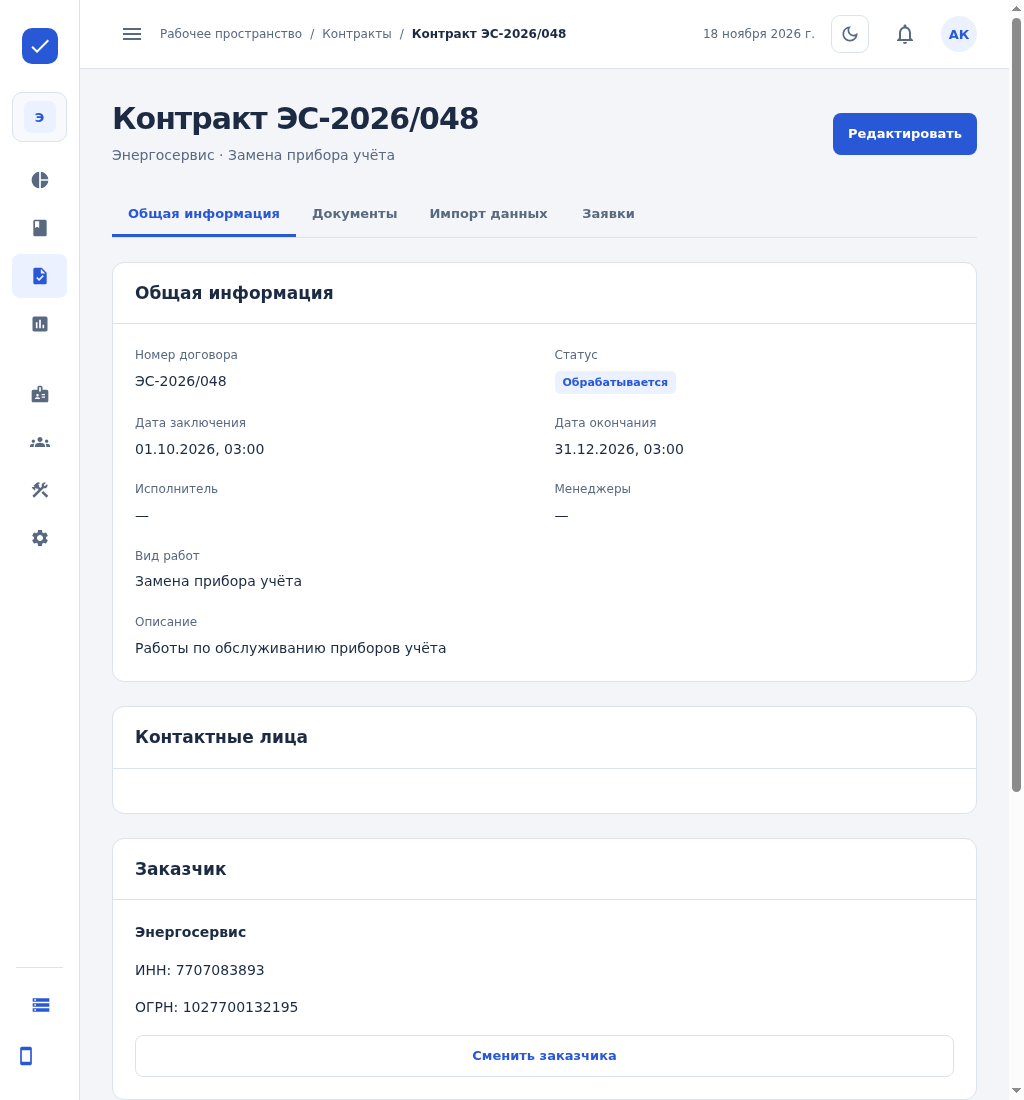 Рабочее пространство / Контракты / Контракт ЭС-2026/048
18 ноября 2026 г.
АК
Э
Контракт ЭС-2026/048
Энергосервис · Замена прибора учёта
Редактировать
Общая информация
Документы
Импорт данных
Заявки
Общая информация
Номер договора
ЭС-2026/048
Статус
Обрабатывается
Дата заключения
01.10.2026, 03:00
Дата окончания
31.12.2026, 03:00
Исполнитель
—
Менеджеры
—
Вид работ
Замена прибора учёта
Описание
Работы по обслуживанию приборов учёта
Контактные лица
Заказчик
Энергосервис
ИНН: 7707083893
ОГРН: 1027700132195
Сменить заказчика